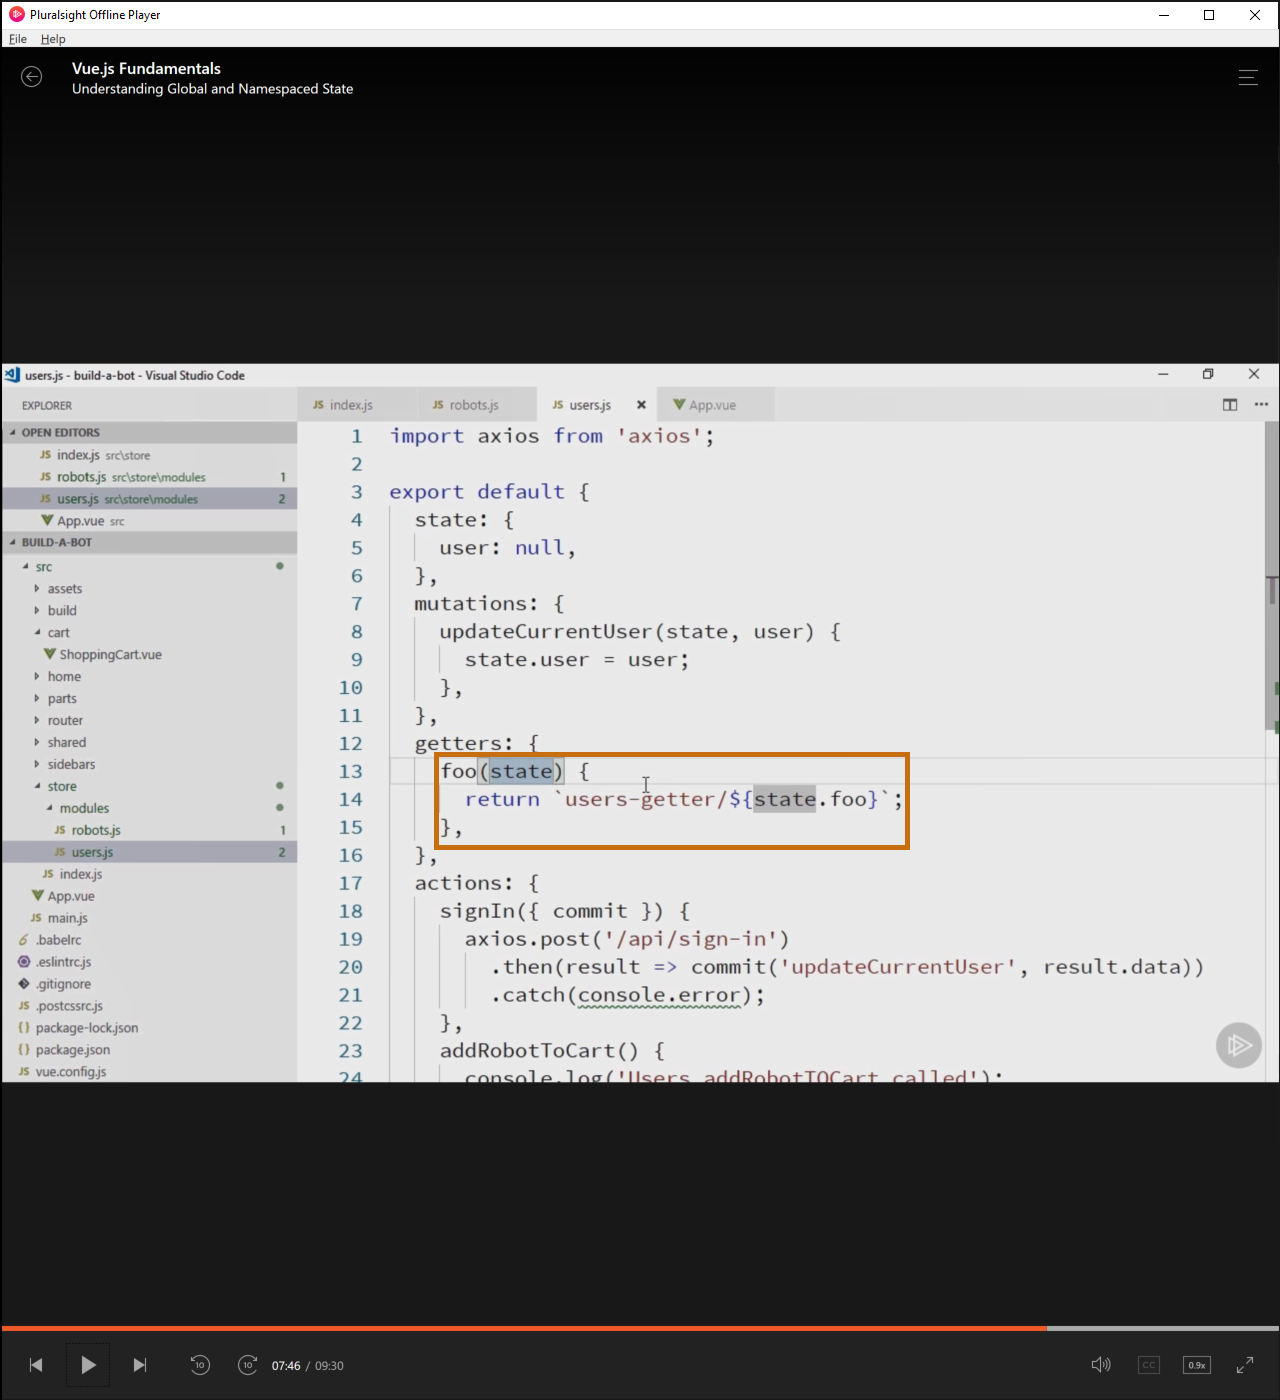 Pluralsight Offline Player
File Help
Vue.js Fundamentals
Understanding Global and Namespaced State
users.js - build-a-bot - Visual Studio Code
EXPLORER
OPEN EDITORS
JS index.js src\store
JS robots.js src\store\modules 1
JS users.js src\store\modules 2
App.vue src
BUILD-A-BOT
src
assets
build
cart
ShoppingCart.vue
home
parts
router
shared
sidebars
store
modules
JS robots.js 1
JS users.js 2
JS index.js
App.vue
JS main.js
6 .babelrc
.eslintrc.js
.gitignore
JS .postcssrc.js
{} package-lock.json
{} package.json
JS vue.config.js
JS index.js JS robots.js JS users.js App.vue
1 import axios from 'axios';
2
3 export default {
4 state: {
5 user: null,
6 },
7 mutations: {
8 updateCurrentUser(state, user) {
9 state.user = user;
10 },
11 },
12 getters: {
13 foo(state) {
14 return `users-getter/${state.foo}`;
15 },
16 },
17 actions: {
18 signIn({ commit }) {
19 axios.post('/api/sign-in')
20 .then(result => commit('updateCurrentUser', result.data))
21 .catch(console.error);
22 },
23 addRobotToCart() {
24 console.log('Users addRobotTOCart called');
10 10 07:46 / 09:30 CC 0.9x